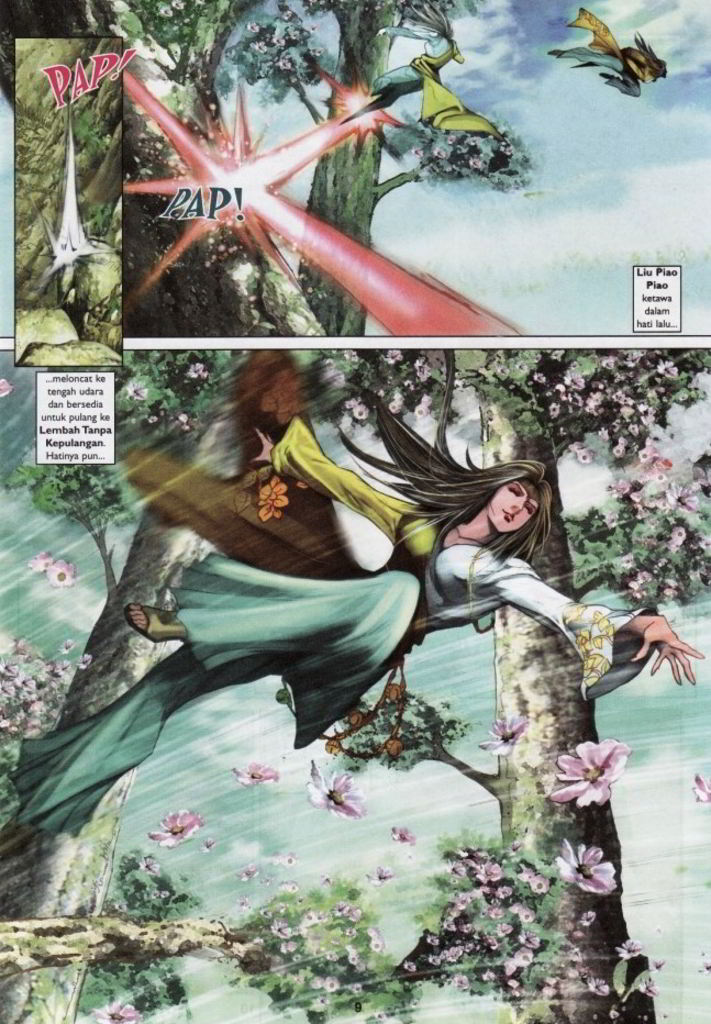 PAP!
PAP!
Liu Piao
Piao
ketawa
dalam
hati lalu...
...meloncat ke
tengah udara
dan bersedia
untuk pulang ke
Lembah Tanpa
Kepulangan.
Hatinya pun...
9